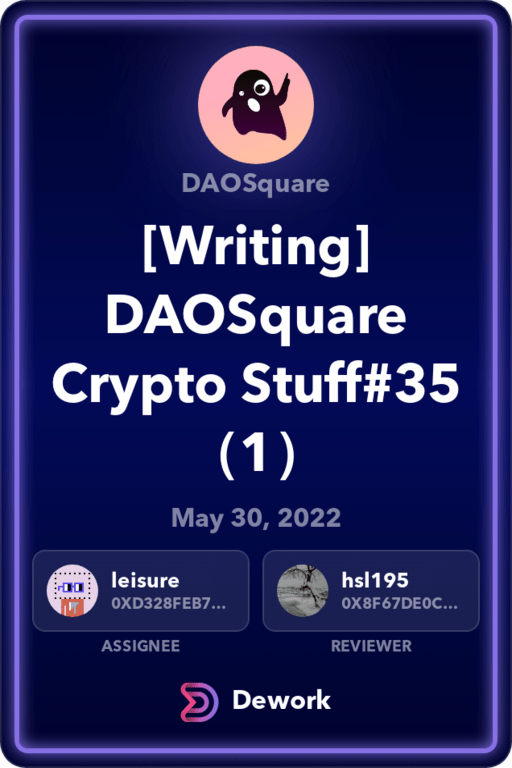 DAOSquare
[Writing]
DAOSquare
Crypto Stuff#35
(1)
May 30, 2022
leisure
0XD328FEB7...
ASSIGNEE
hsl195
0X8F67DE0C...
REVIEWER
Dework